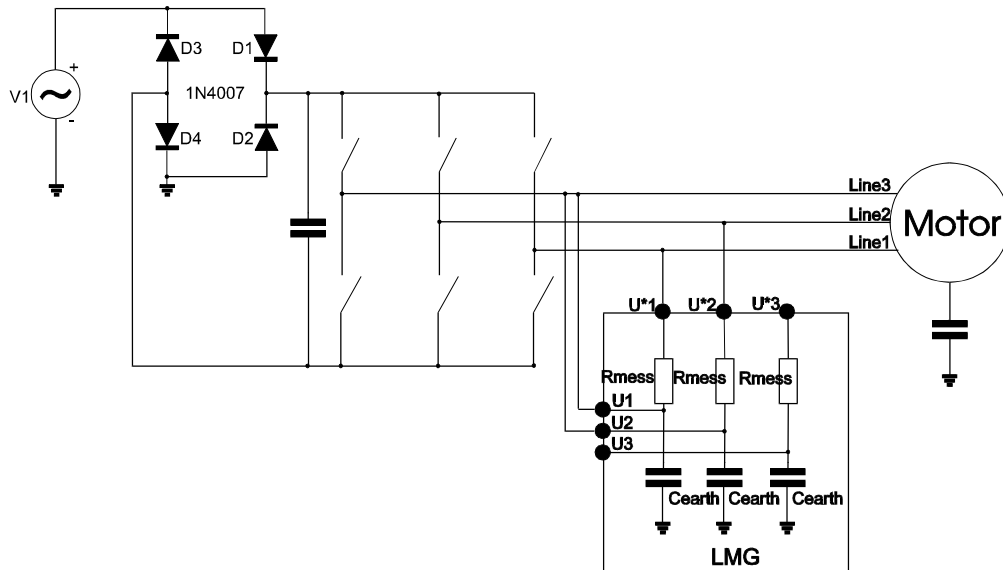 +
D3
D1
V1
1N4007
-
D4
D2
Line3
Line2
Line1
Motor
U*1
U*2
U*3
Rmess
Rmess
Rmess
U1
U2
U3
Cearth
Cearth
Cearth
LMG